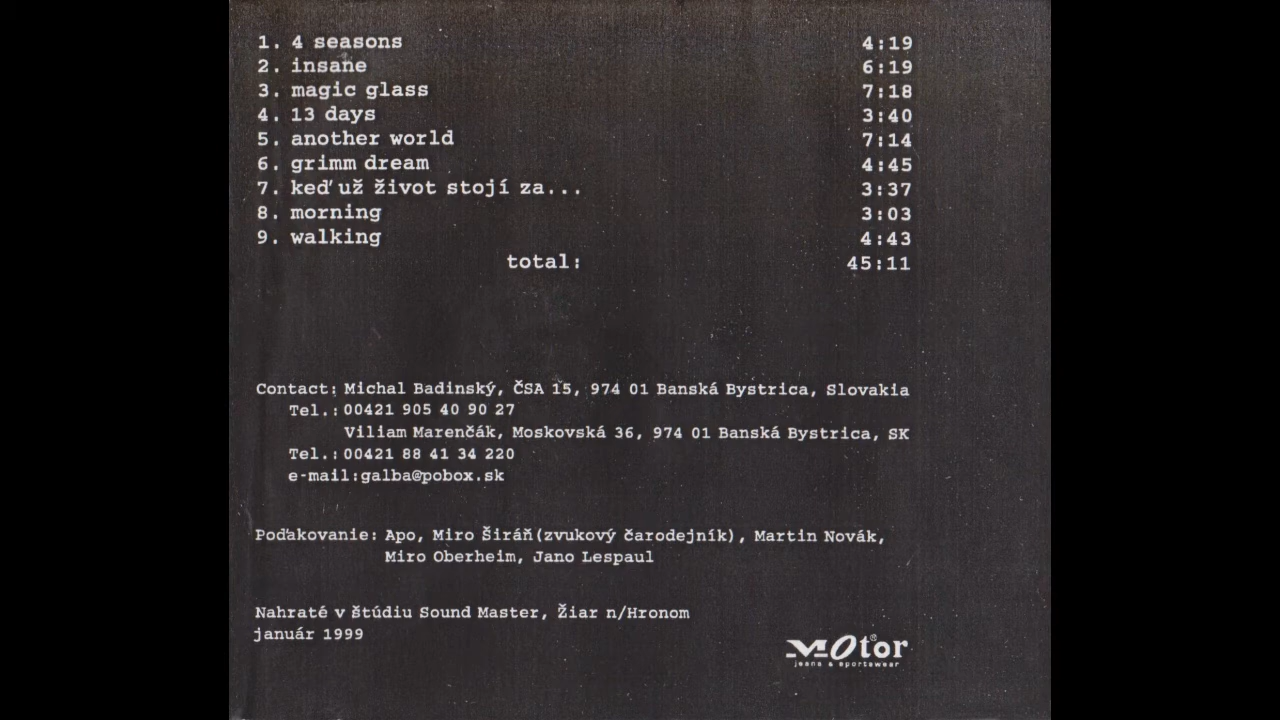 1. 4 seasons 4:19
2. insane 6:19
3. magic glass 7:18
4. 13 days 3:40
5. another world 7:14
6. grimm dream 4:45
7. keď už život stojí za... 3:37
8. morning 3:03
9. walking 4:43
total: 45:11
Contact: Michal Badinský, ČSA 15, 974 01 Banská Bystrica, Slovakia
Tel.: 00421 905 40 90 27
Viliam Marenčák, Moskovská 36, 974 01 Banská Bystrica, SK
Tel.: 00421 88 41 34 220
e-mail:galba@pobox.sk
Poďakovanie: Apo, Miro Širáň(zvukový čarodejník), Martin Novák,
Miro Oberheim, Jano Lespaul
Nahraté v štúdiu Sound Master, Žiar n/Hronom
január 1999
MOtor®
jeans & sportswear